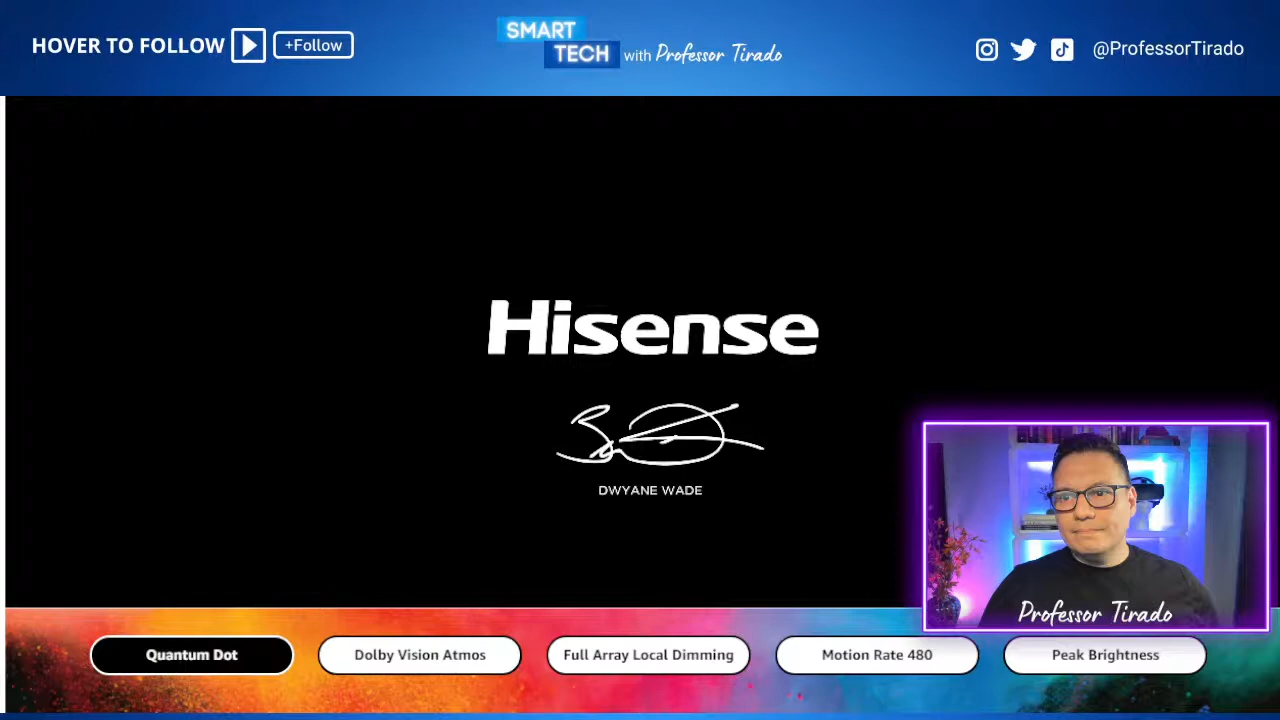 HOVER TO FOLLOW
+Follow
SMART
TECH with Professor Tirado
@ProfessorTirado
Hisense
DWYANE WADE
Professor Tirado
Quantum Dot
Dolby Vision Atmos
Full Array Local Dimming
Motion Rate 480
Peak Brightness